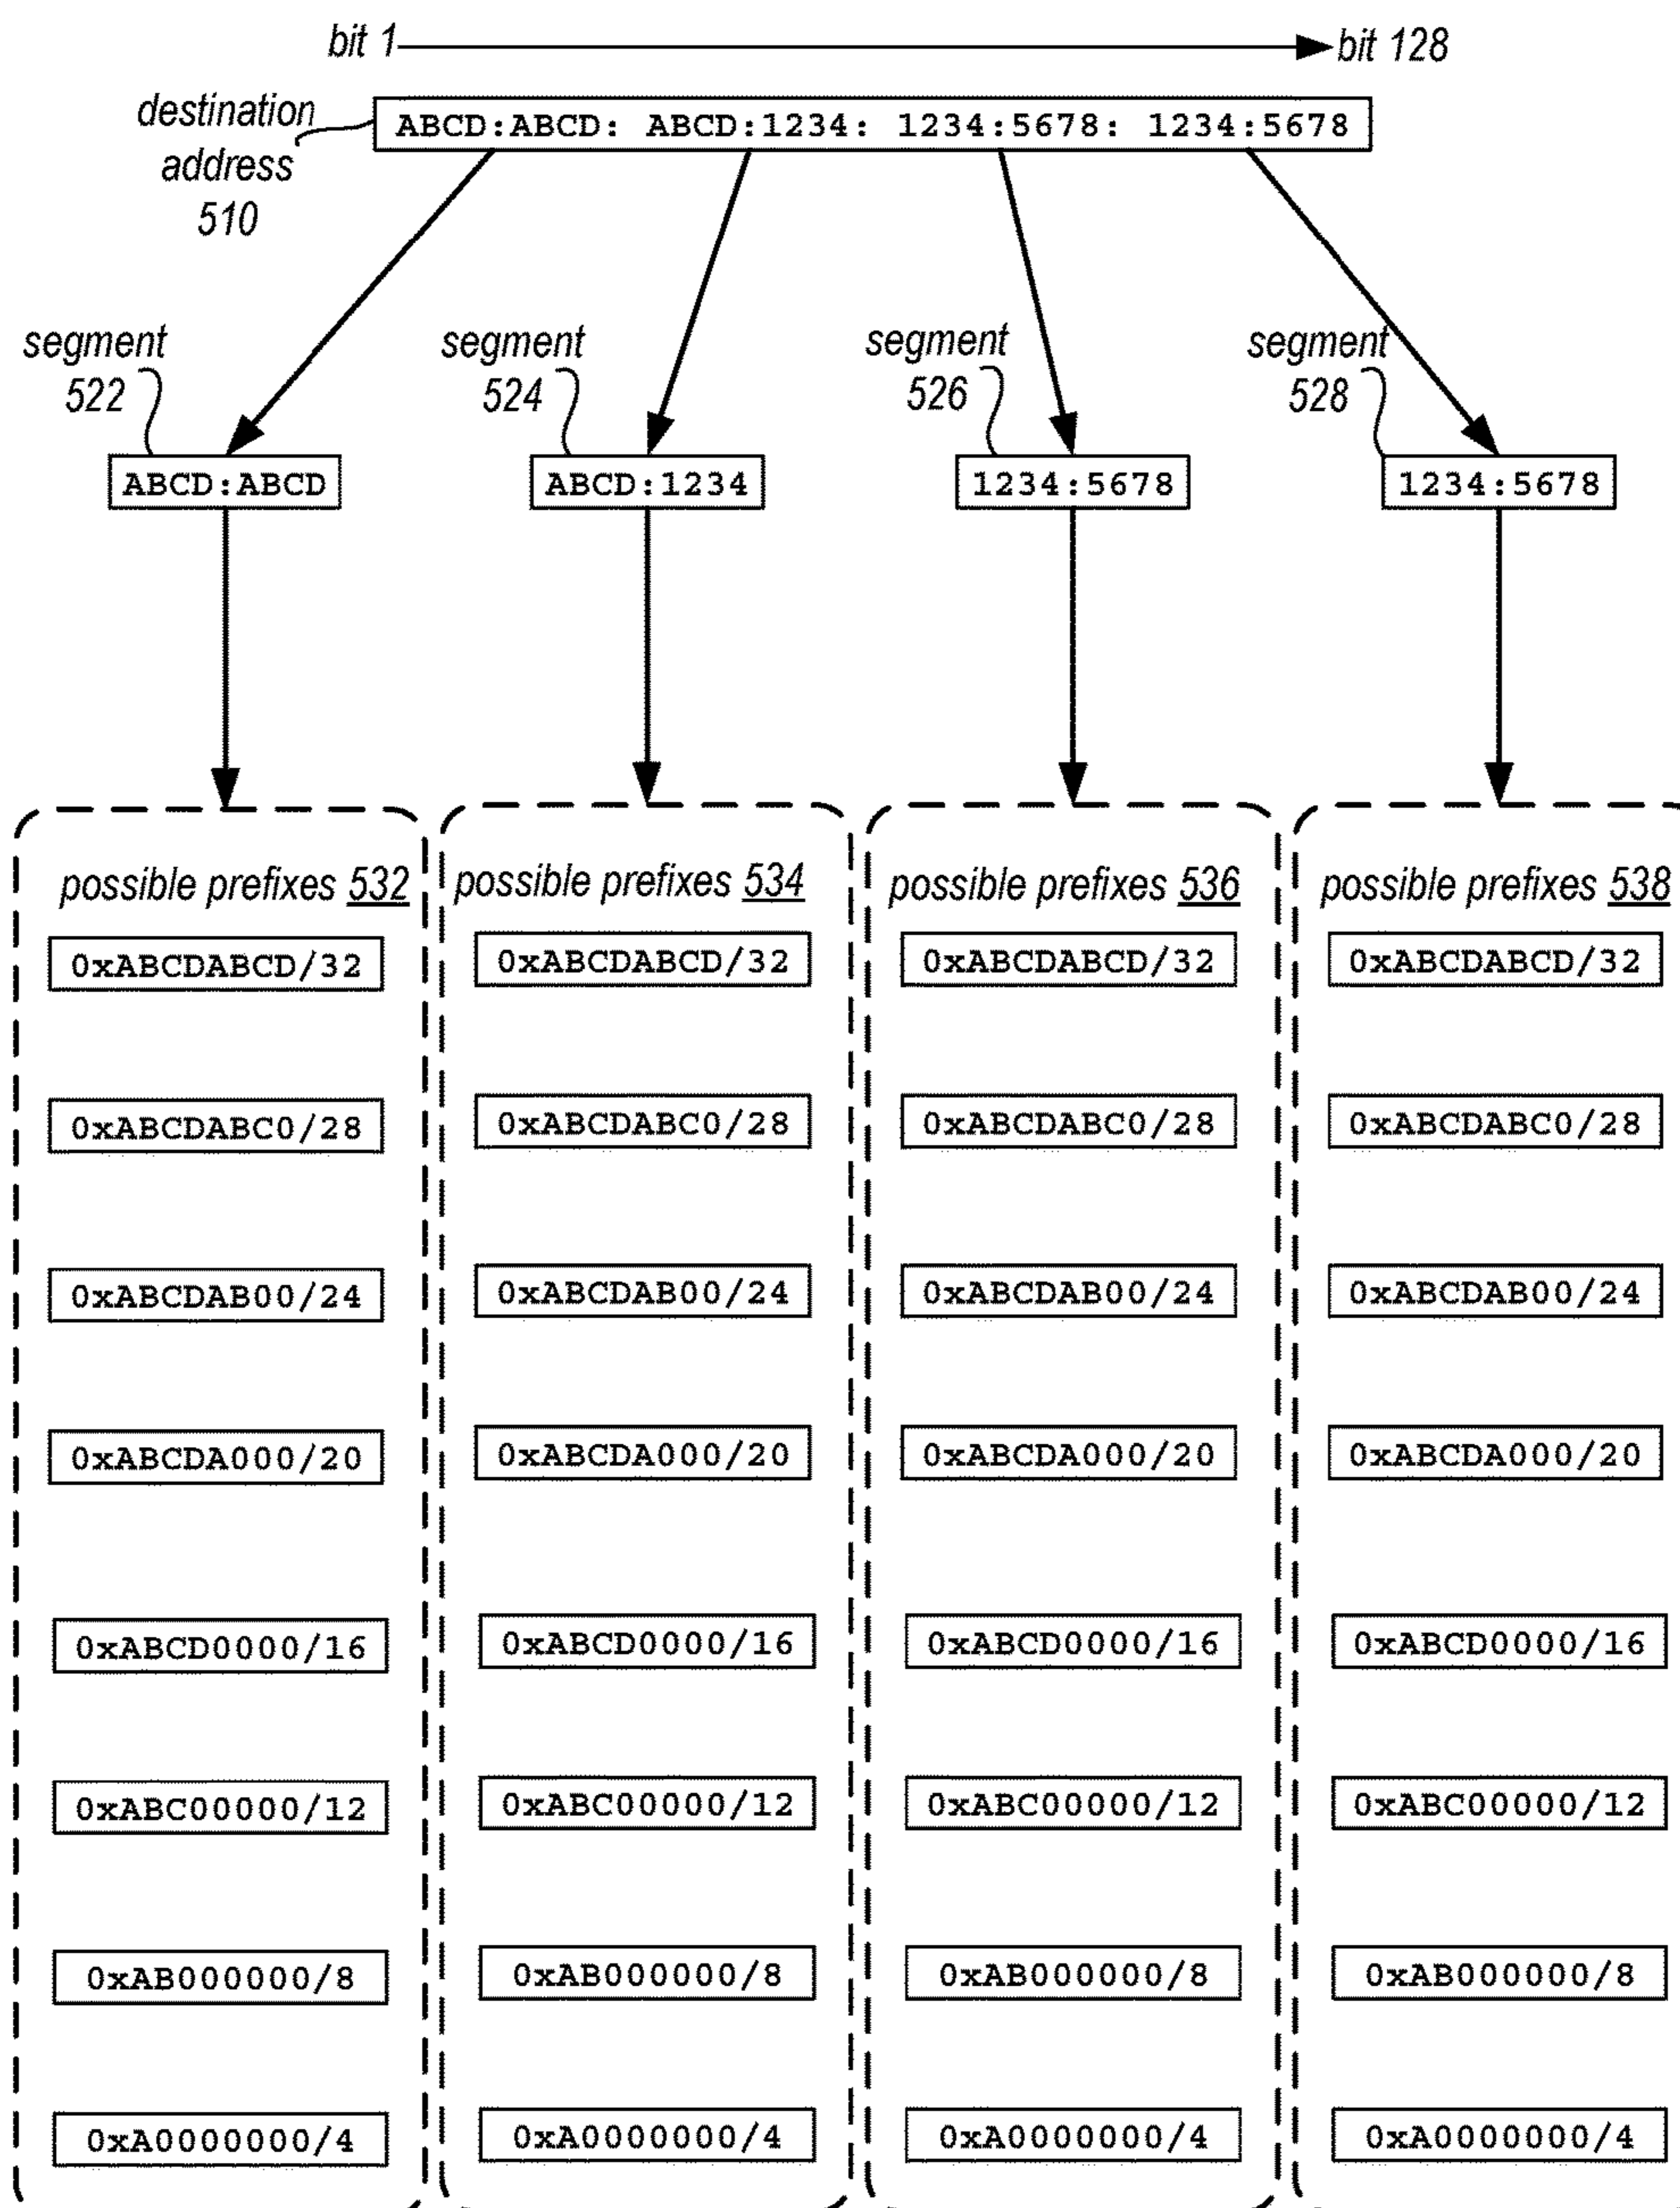 bit 1
bit 128
destination
address
510
ABCD:ABCD: ABCD:1234: 1234:5678: 1234:5678
segment
522
segment
524
segment
526
segment
528
ABCD:ABCD
ABCD:1234
1234:5678
1234:5678
possible prefixes 532
0xABCDABCD/32
0xABCDABC0/28
0xABCDAB00/24
0xABCDA000/20
0xABCD0000/16
0xABC00000/12
0xAB000000/8
0xA0000000/4
possible prefixes 534
0xABCDABCD/32
0xABCDABC0/28
0xABCDAB00/24
0xABCDA000/20
0xABCD0000/16
0xABC00000/12
0xAB000000/8
0xA0000000/4
possible prefixes 536
0xABCDABCD/32
0xABCDABC0/28
0xABCDAB00/24
0xABCDA000/20
0xABCD0000/16
0xABC00000/12
0xAB000000/8
0xA0000000/4
possible prefixes 538
0xABCDABCD/32
0xABCDABC0/28
0xABCDAB00/24
0xABCDA000/20
0xABCD0000/16
0xABC00000/12
0xAB000000/8
0xA0000000/4